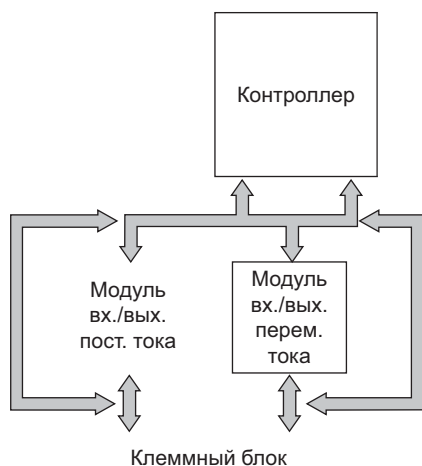 Контроллер
Модуль
вх./вых.
пост. тока
Модуль
вх./вых.
перем.
тока
Клеммный блок